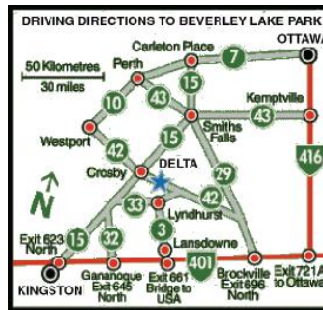 DRIVING DIRECTIONS TO BEVERLEY LAKE PARK
OTTAWA
Carleton Place
7
50 Kilometres
30 miles
Perth
15
10
43
Kemptville
43
Westport
Smiths
Falls
15
42
416
Crosby
DELTA
29
N
33
42
Lyndhurst
Exit 623
North
15
32
3
Lansdowne
401
KINGSTON
Gananoque
Exit 645
North
Exit 661
Bridge to
USA
Brockville
Exit 696
North
Exit 721A
to Ottawa